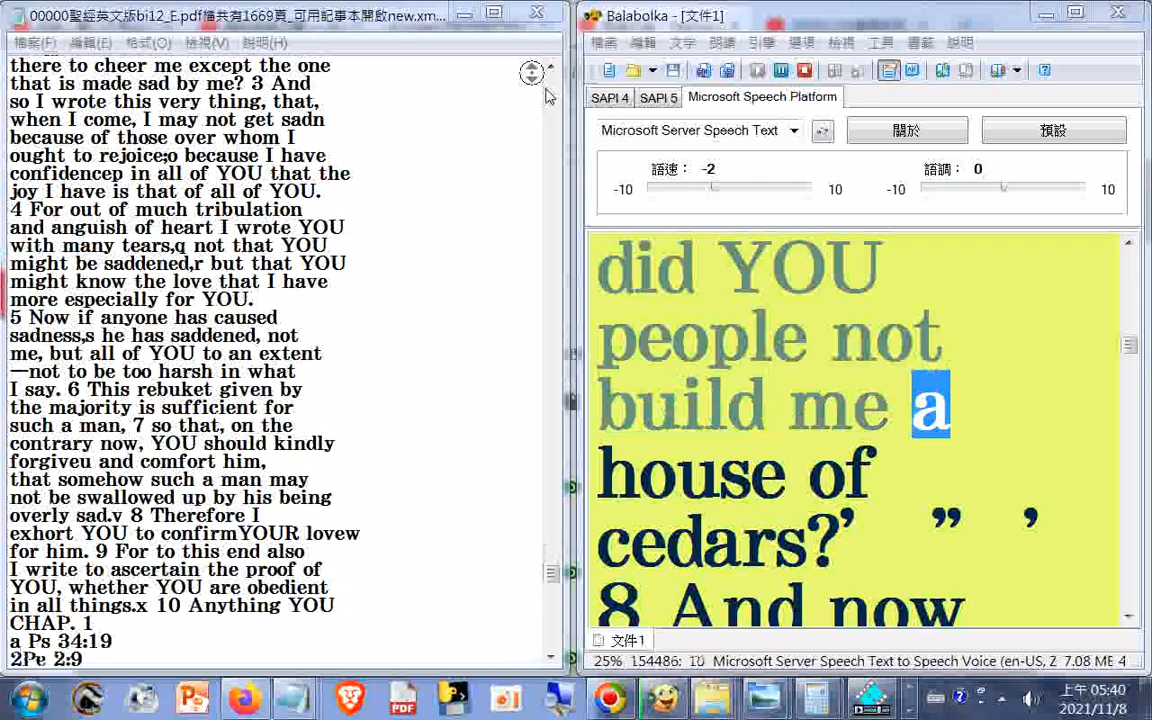 00000聖經英文版bi12_E.pdf檔共有1669頁_可用記事本開啟new.xm...
檔案(F) 編輯(E) 格式(O) 檢視(V) 說明(H)
there to cheer me except the one
that is made sad by me? 3 And
so I wrote this very thing, that,
when I come, I may not get sadn
because of those over whom I
ought to rejoice;o because I have
confidencep in all of YOU that the
joy I have is that of all of YOU.
4 For out of much tribulation
and anguish of heart I wrote YOU
with many tears,q not that YOU
might be saddened,r but that YOU
might know the love that I have
more especially for YOU.
5 Now if anyone has caused
sadness,s he has saddened, not
me, but all of YOU to an extent
—not to be too harsh in what
I say. 6 This rebuket given by
the majority is sufficient for
such a man, 7 so that, on the
contrary now, YOU should kindly
forgiveu and comfort him,
that somehow such a man may
not be swallowed up by his being
overly sad.v 8 Therefore I
exhort YOU to confirmYOUR lovew
for him. 9 For to this end also
I write to ascertain the proof of
YOU, whether YOU are obedient
in all things.x 10 Anything YOU
CHAP. 1
a Ps 34:19
2Pe 2:9
Balabolka - [文件1]
檔案 編輯 文字 朗讀 引擎 選項 檢視 工具 書籤 說明
SAPI 4 SAPI 5 Microsoft Speech Platform
Microsoft Server Speech Text 關於 預設
語速： -2 語調： 0
-10 10 -10 10
did YOU
people not
build me a
house of
cedars?’ ” ’
8 And now
文件1
25% 154486: 10 Microsoft Server Speech Text to Speech Voice (en-US, Z 7.08 MB 4
PDF
上午 05:40
2021/11/8